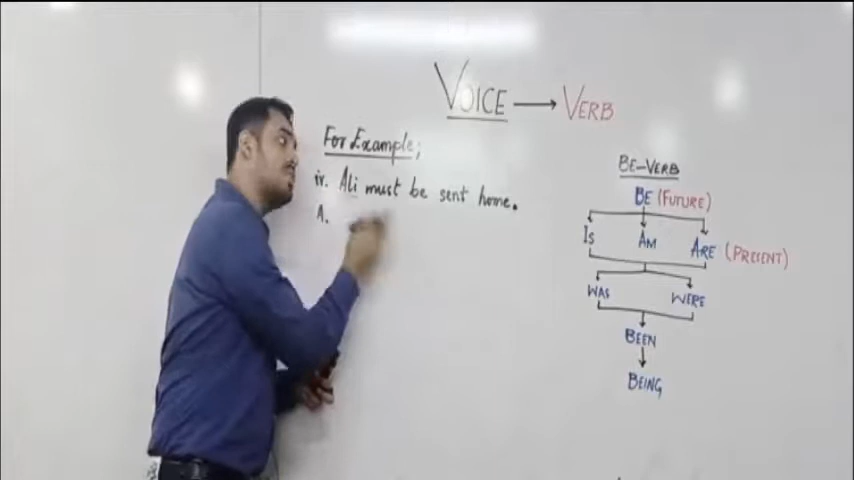 VOICE → VERB
For Example;
iv. Ali must be sent home.
A.
BE-VERB
BE (FUTURE)
IS AM ARE (PRESENT)
WAS WERE
BEEN
BEING